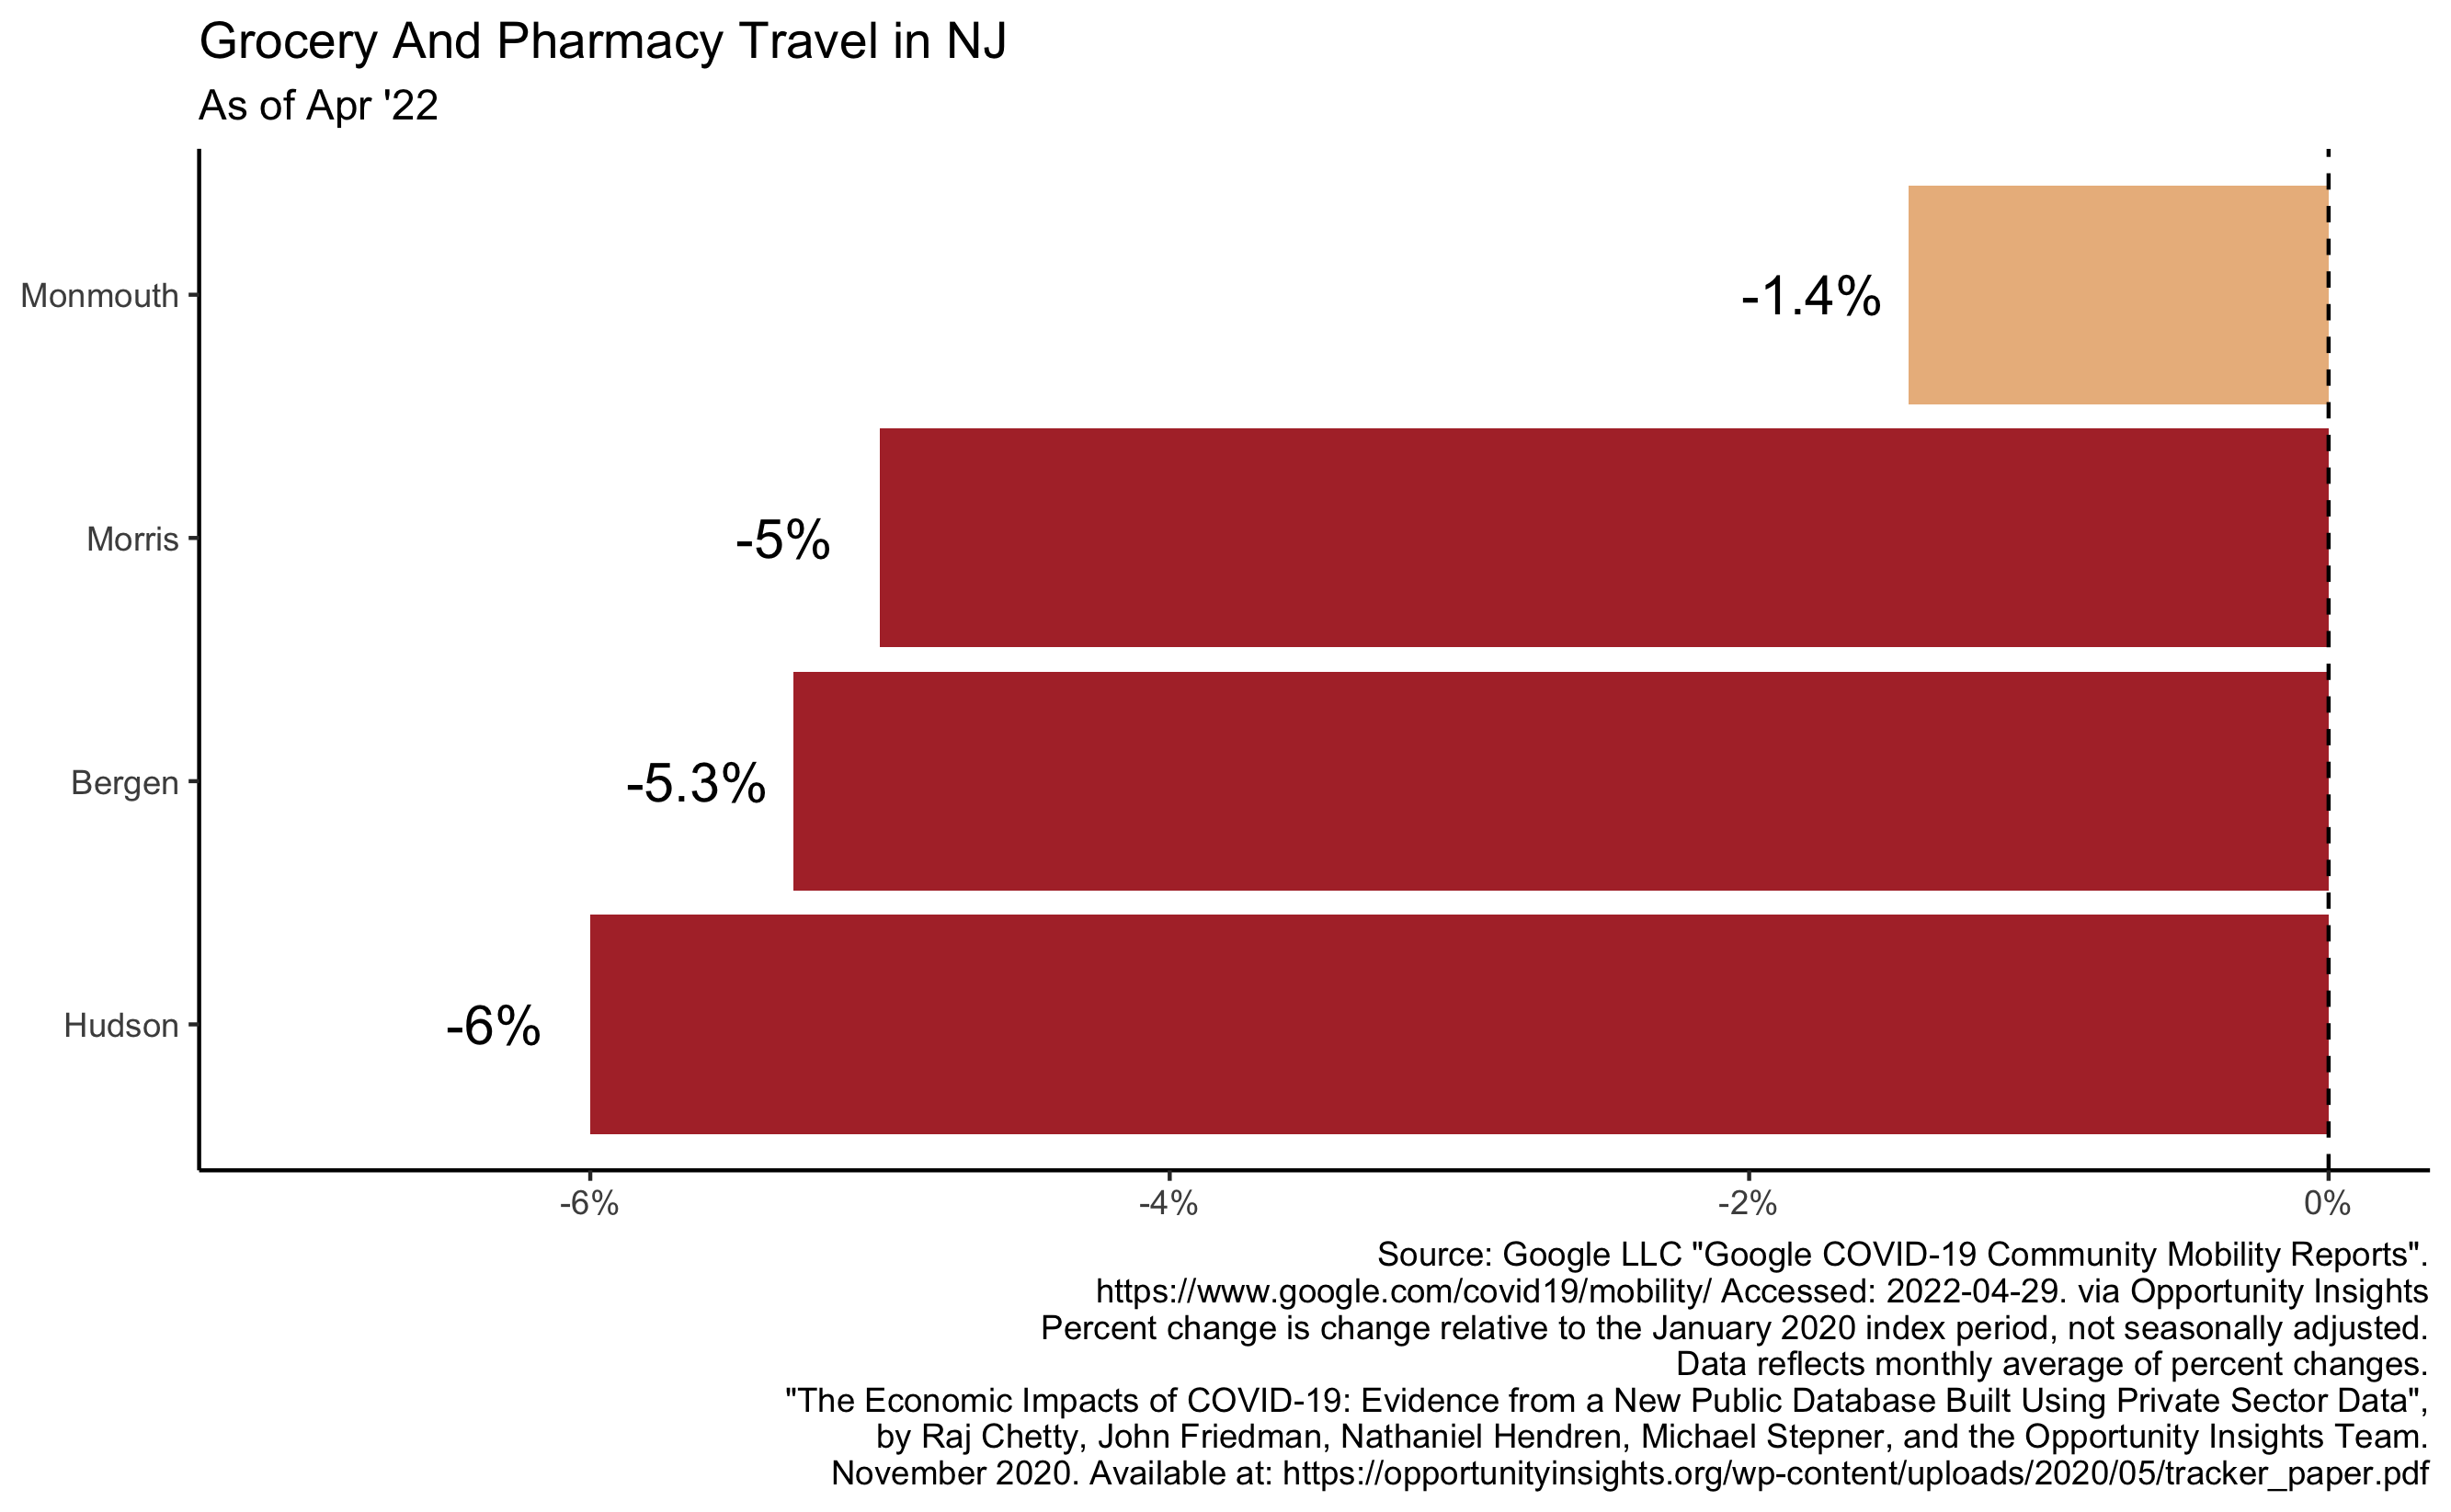 Grocery And Pharmacy Travel in NJ
As of Apr '22
Monmouth
-1.4%
Morris
-5%
Bergen
-5.3%
Hudson
-6%
-6%
-4%
-2%
0%
Source: Google LLC "Google COVID-19 Community Mobility Reports".
https://www.google.com/covid19/mobility/ Accessed: 2022-04-29. via Opportunity Insights
Percent change is change relative to the January 2020 index period, not seasonally adjusted.
Data reflects monthly average of percent changes.
"The Economic Impacts of COVID-19: Evidence from a New Public Database Built Using Private Sector Data",
by Raj Chetty, John Friedman, Nathaniel Hendren, Michael Stepner, and the Opportunity Insights Team.
November 2020. Available at: https://opportunityinsights.org/wp-content/uploads/2020/05/tracker_paper.pdf